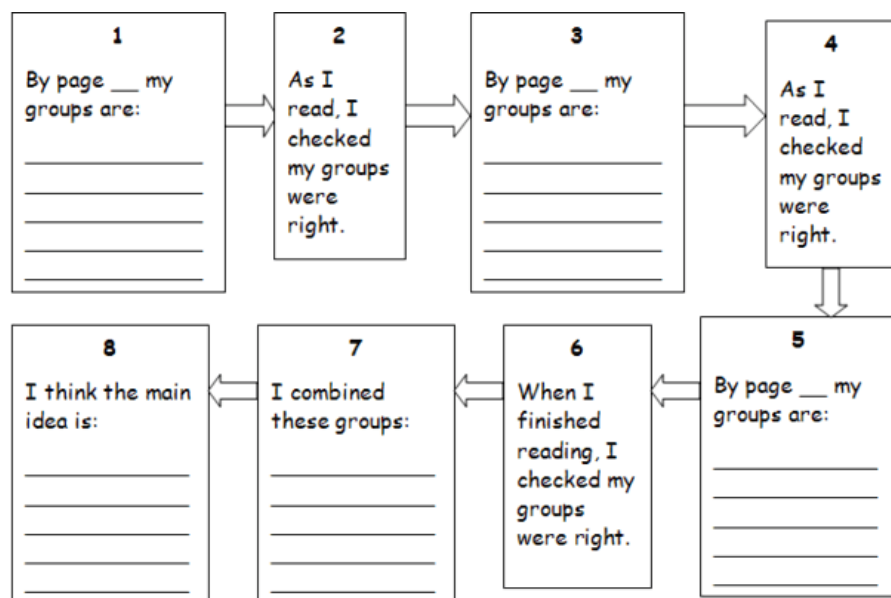 1
By page __ my
groups are:
2
As I
read, I
checked
my groups
were
right.
3
By page __ my
groups are:
4
As I
read, I
checked
my groups
were
right.
5
By page __ my
groups are:
6
When I
finished
reading, I
checked my
groups
were right.
7
I combined
these groups:
8
I think the main
idea is: